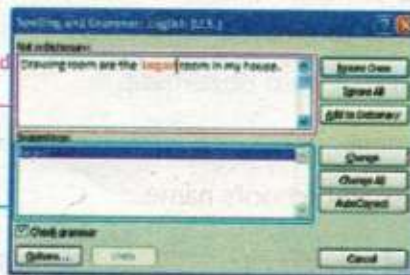 Spelling and Grammar: English (U.S.)
Not in Dictionary:
Drawing room are the room in my house.
Ignore Once
Ignore All
Add to Dictionary
Suggestions:
Change
Change All
AutoCorrect
Check grammar
Options...
Undo
Cancel